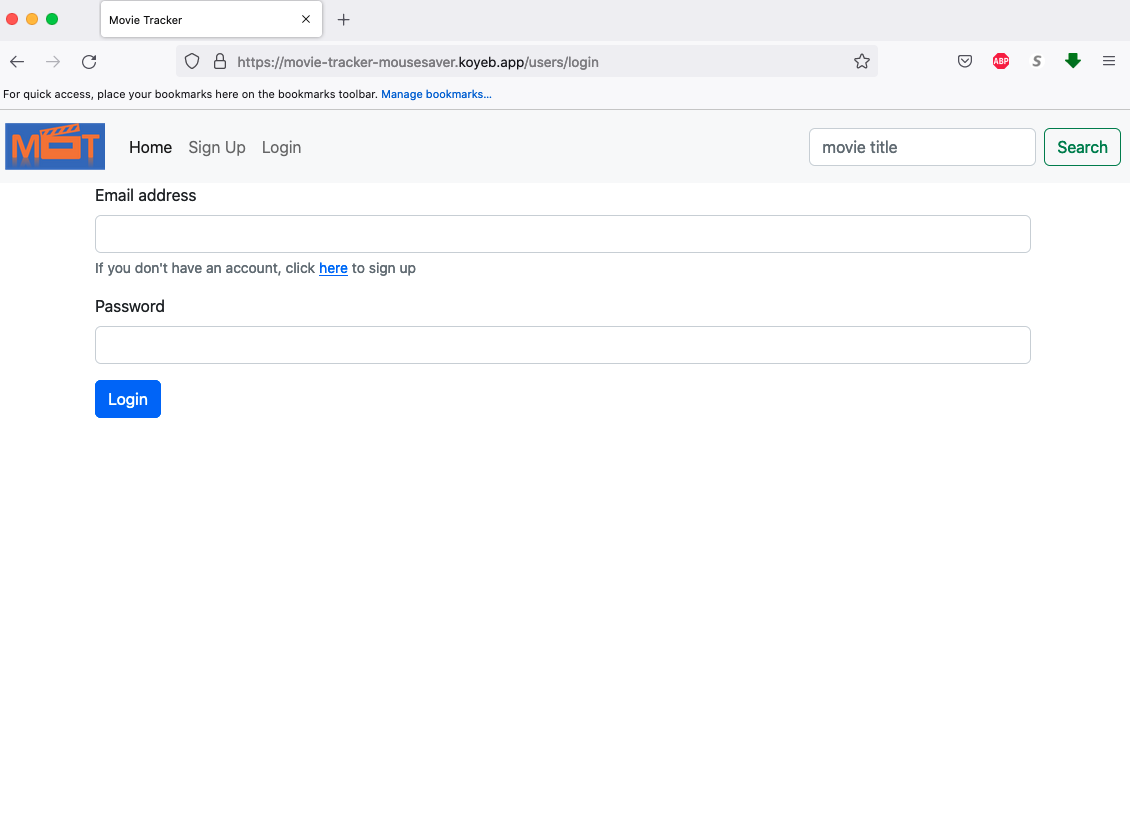 Movie Tracker
https://movie-tracker-mousesaver.koyeb.app/users/login
ABP
S
For quick access, place your bookmarks here on the bookmarks toolbar. Manage bookmarks...
MOT
Home Sign Up Login movie title Search
Email address
If you don't have an account, click here to sign up
Password
Login